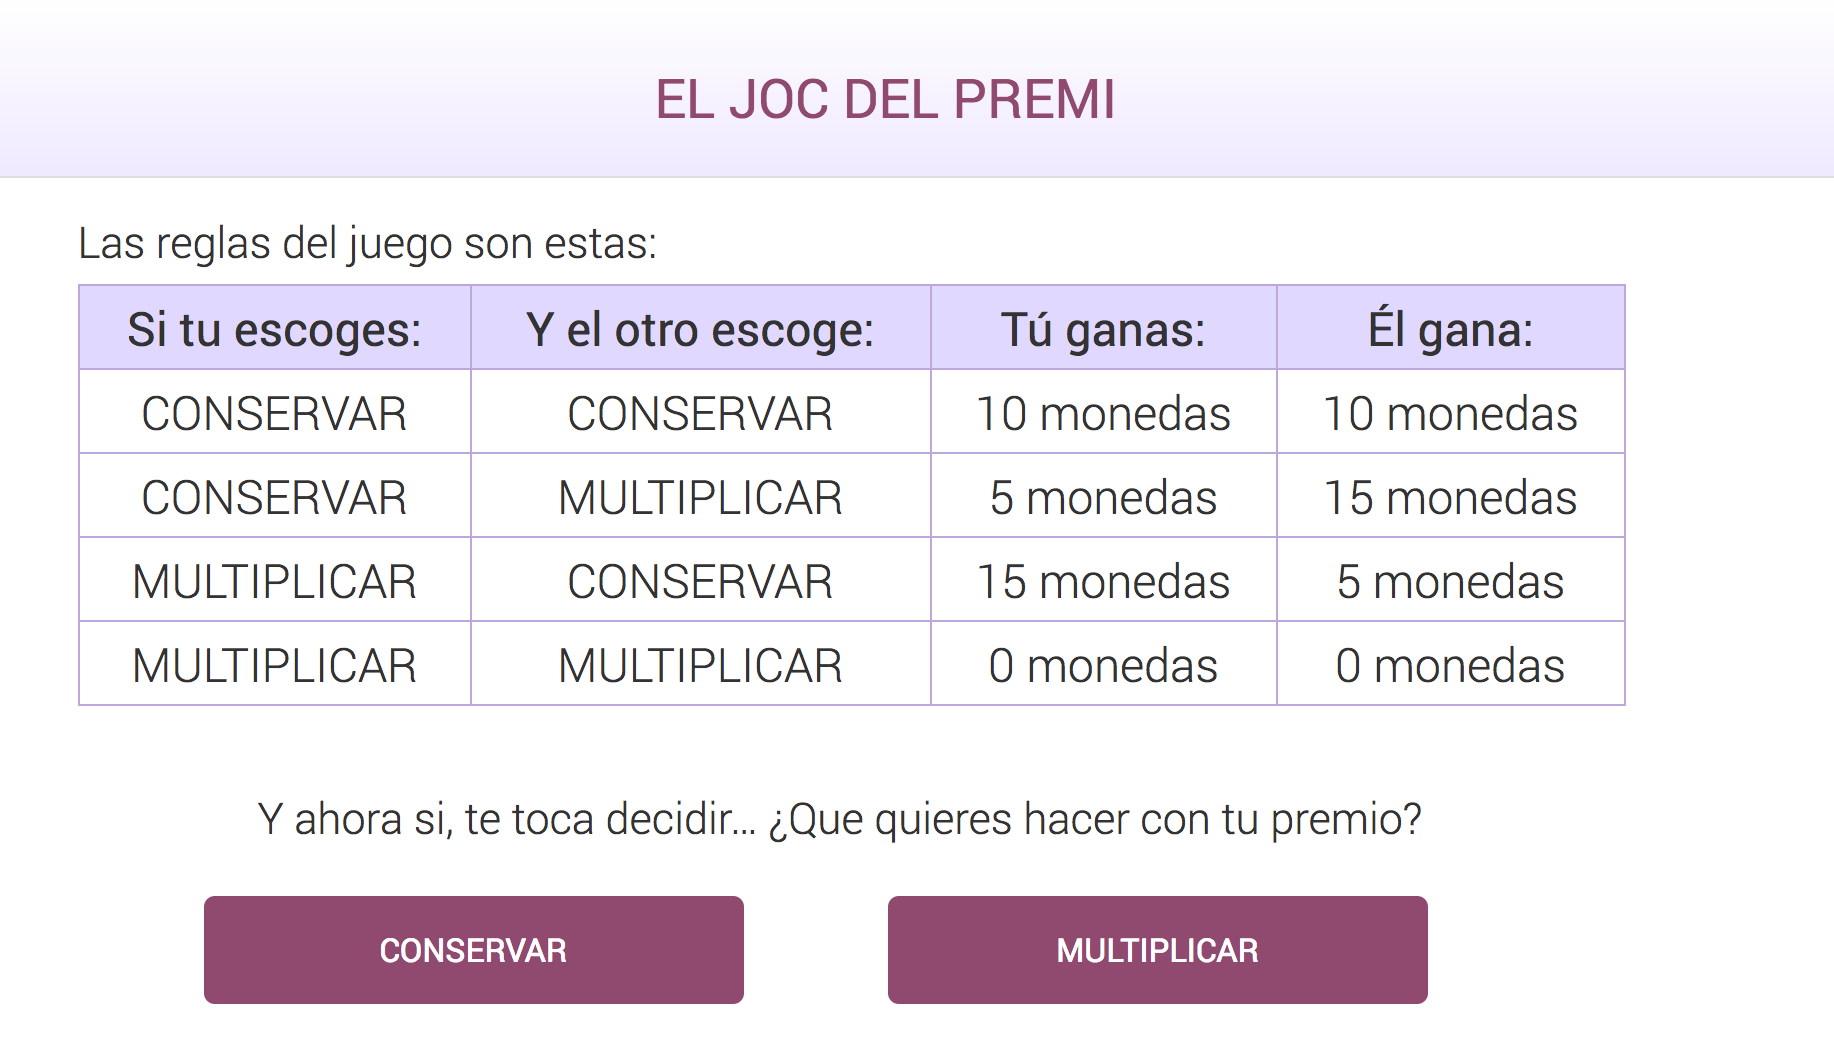 EL JOC DEL PREMI
Las reglas del juego son estas:
Si tu escoges: Y el otro escoge: Tú ganas: Él gana:
CONSERVAR CONSERVAR 10 monedas 10 monedas
CONSERVAR MULTIPLICAR 5 monedas 15 monedas
MULTIPLICAR CONSERVAR 15 monedas 5 monedas
MULTIPLICAR MULTIPLICAR 0 monedas 0 monedas
Y ahora si, te toca decidir... ¿Que quieres hacer con tu premio?
CONSERVAR MULTIPLICAR